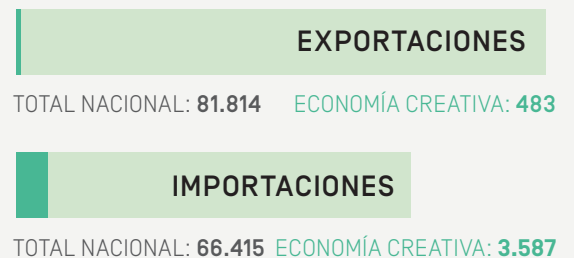 EXPORTACIONES
TOTAL NACIONAL: 81.814 ECONOMÍA CREATIVA: 483
IMPORTACIONES
TOTAL NACIONAL: 66.415 ECONOMÍA CREATIVA: 3.587